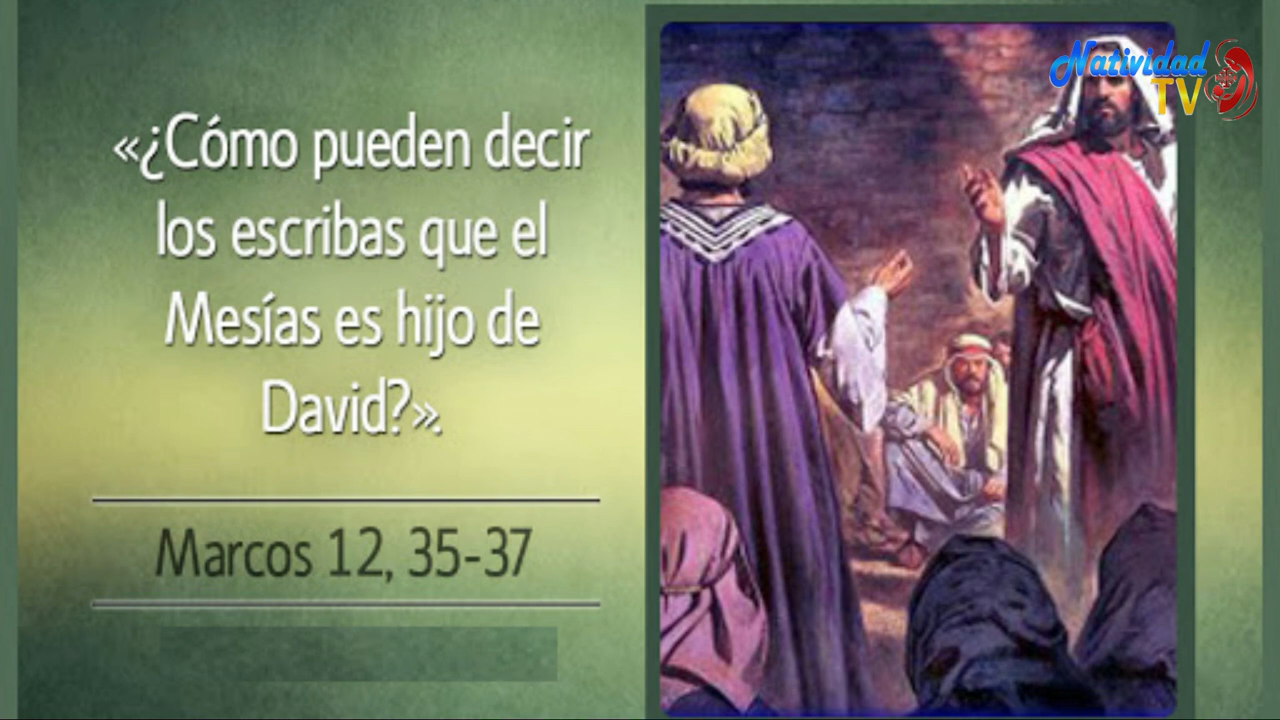 «¿Cómo pueden decir
los escribas que el
Mesías es hijo de
David?».
Marcos 12, 35-37
Natividad
TV